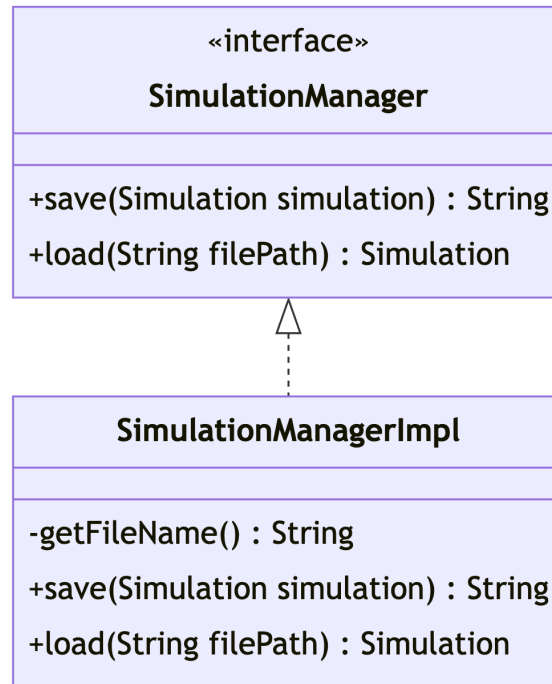 «interface»
SimulationManager
+save(Simulation simulation) : String
+load(String filePath) : Simulation
SimulationManagerImpl
-getFileName() : String
+save(Simulation simulation) : String
+load(String filePath) : Simulation